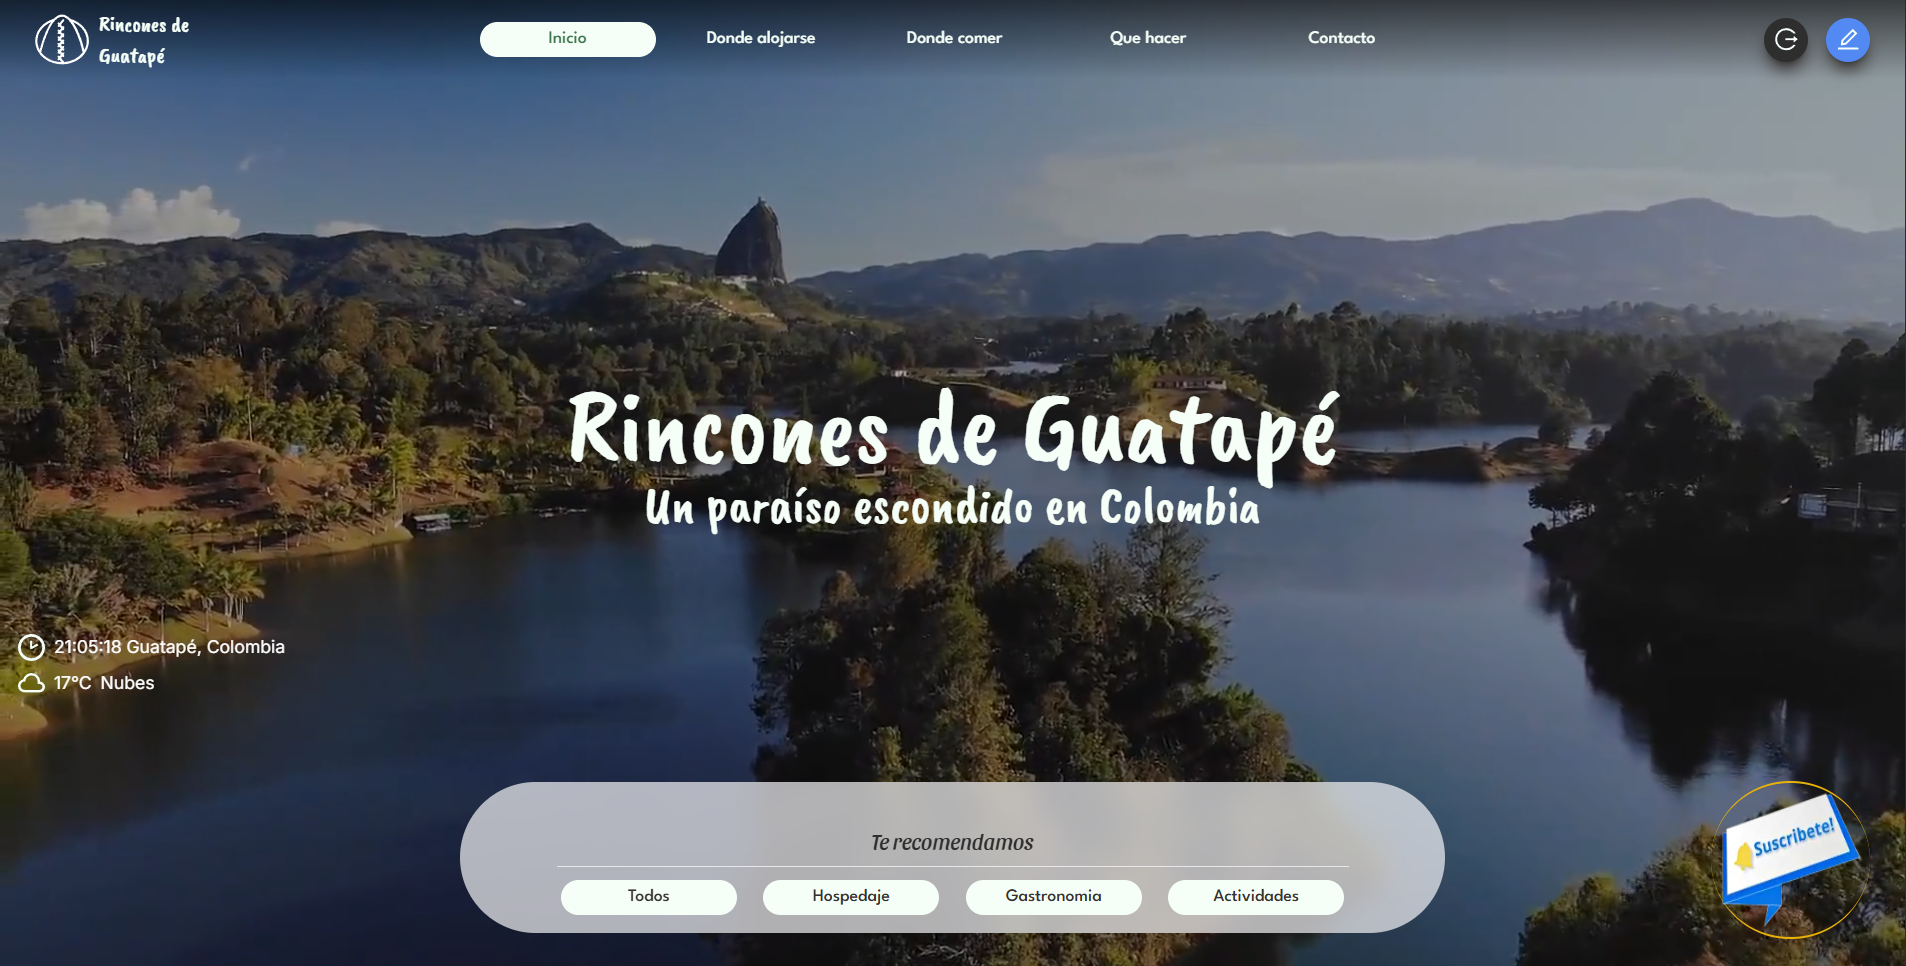 Rincones de
Guatapé
Inicio
Donde alojarse
Donde comer
Que hacer
Contacto
Rincones de Guatapé
Un paraíso escondido en Colombia
21:05:18 Guatapé, Colombia
17°C Nubes
Te recomendamos
Todos
Hospedaje
Gastronomia
Actividades
Suscribete!